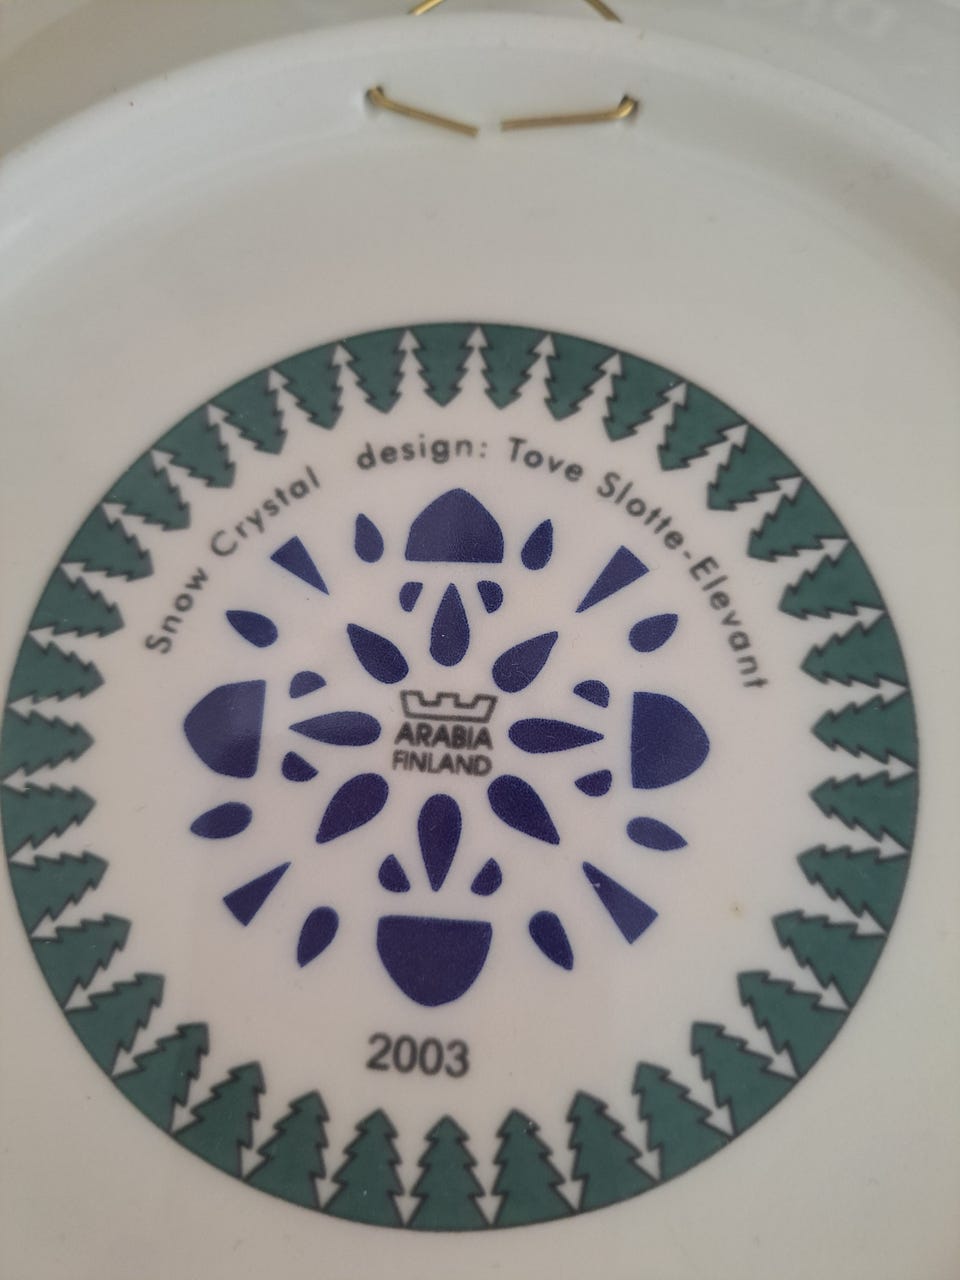 Snow Crystal design: Tove Slotte-Elevant
ARABIA
FINLAND
2003